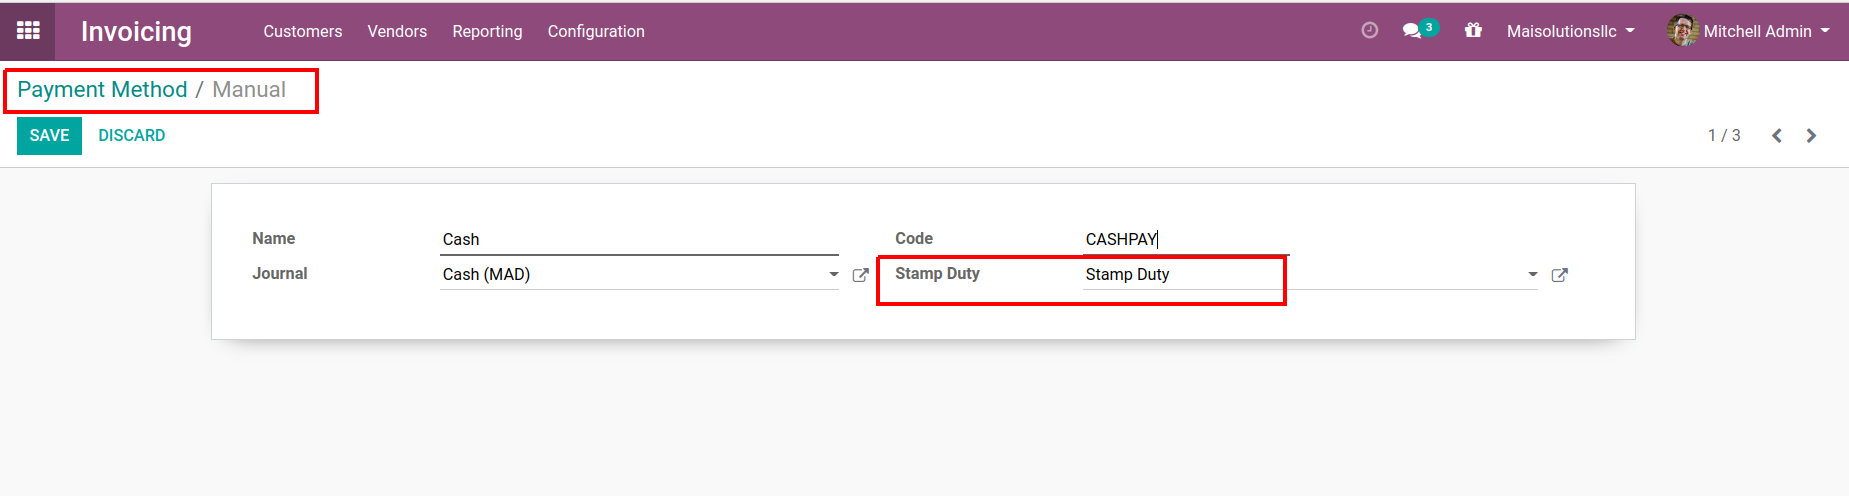 Invoicing Customers Vendors Reporting Configuration 3 Maisolutionsllc Mitchell Admin
Payment Method / Manual
SAVE DISCARD 1 / 3
Name Cash Code CASHPAY
Journal Cash (MAD) Stamp Duty Stamp Duty